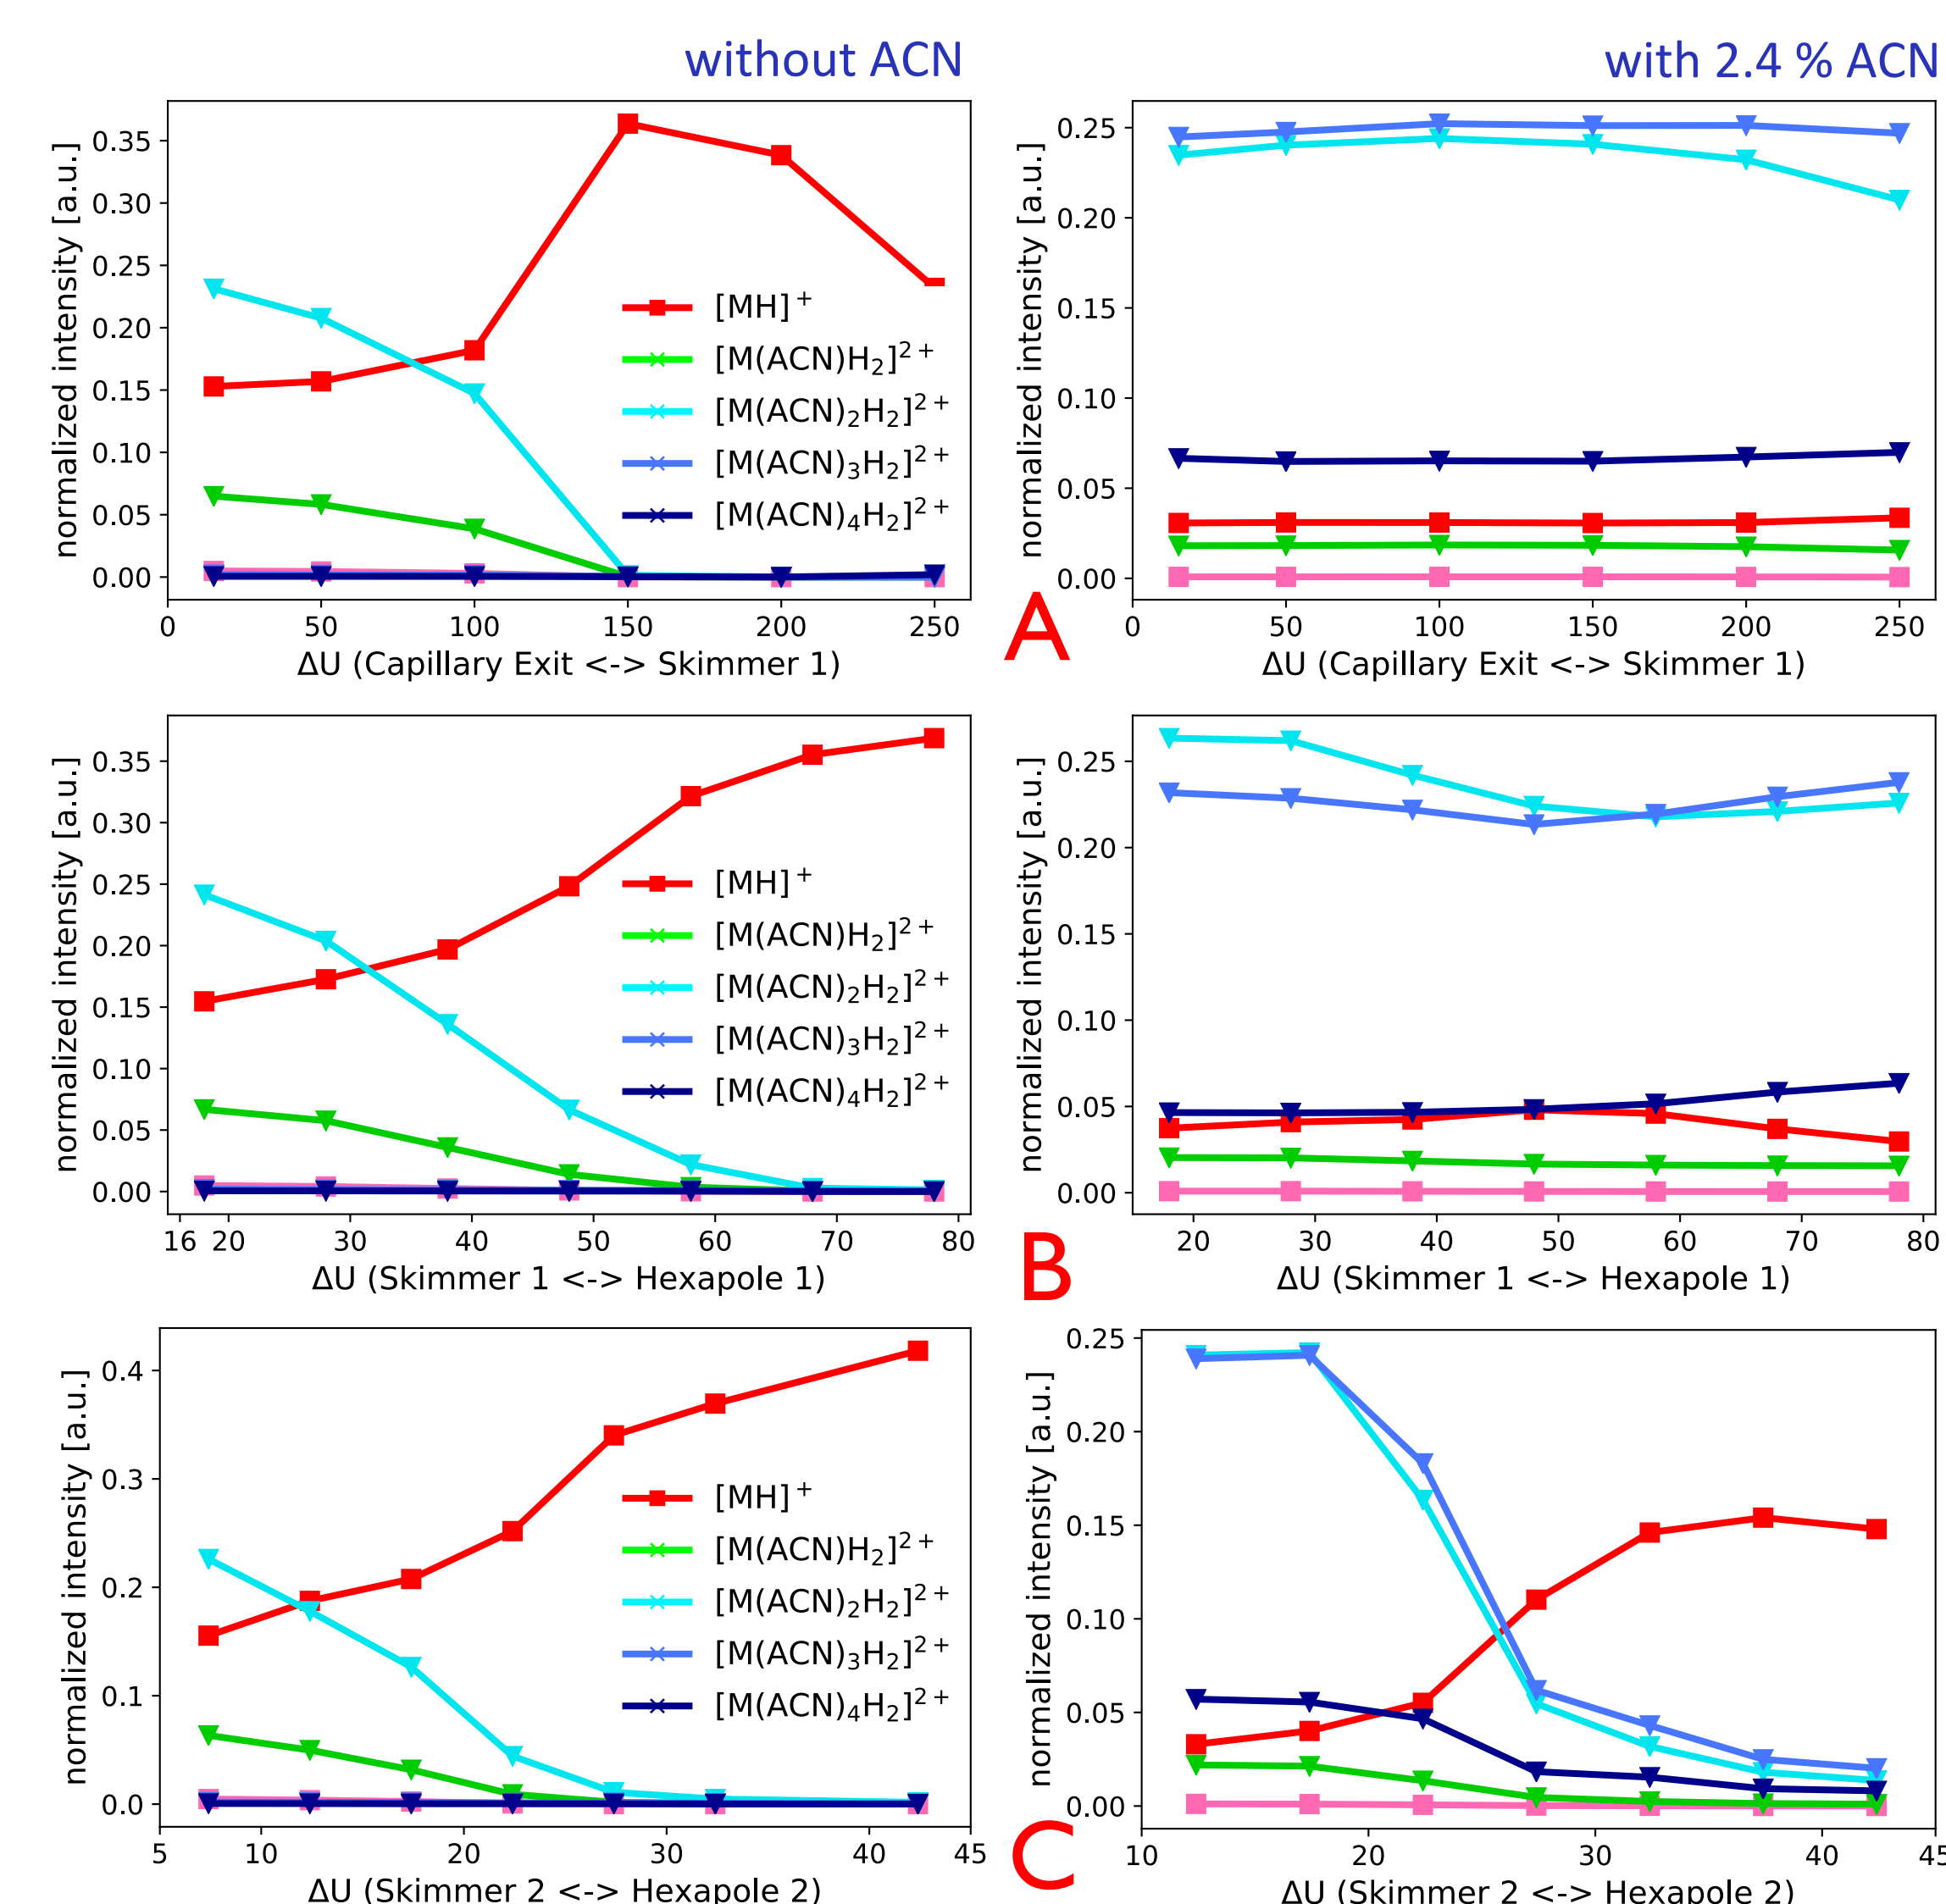 without ACN
with 2.4 % ACN
normalized intensity [a.u.]
0.35
0.30
0.25
0.20
0.15
0.10
0.05
0.00
[MH]⁺
[M(ACN)H₂]²⁺
[M(ACN)₂H₂]²⁺
[M(ACN)₃H₂]²⁺
[M(ACN)₄H₂]²⁺
0 50 100 150 200 250
ΔU (Capillary Exit <-> Skimmer 1)
A
normalized intensity [a.u.]
0.25
0.20
0.15
0.10
0.05
0.00
0 50 100 150 200 250
ΔU (Capillary Exit <-> Skimmer 1)
normalized intensity [a.u.]
0.35
0.30
0.25
0.20
0.15
0.10
0.05
0.00
[MH]⁺
[M(ACN)H₂]²⁺
[M(ACN)₂H₂]²⁺
[M(ACN)₃H₂]²⁺
[M(ACN)₄H₂]²⁺
16 20 30 40 50 60 70 80
ΔU (Skimmer 1 <-> Hexapole 1)
B
normalized intensity [a.u.]
0.25
0.20
0.15
0.10
0.05
0.00
20 30 40 50 60 70 80
ΔU (Skimmer 1 <-> Hexapole 1)
normalized intensity [a.u.]
0.4
0.3
0.2
0.1
0.0
[MH]⁺
[M(ACN)H₂]²⁺
[M(ACN)₂H₂]²⁺
[M(ACN)₃H₂]²⁺
[M(ACN)₄H₂]²⁺
5 10 20 30 40 45
ΔU (Skimmer 2 <-> Hexapole 2)
C
normalized intensity [a.u.]
0.25
0.20
0.15
0.10
0.05
0.00
10 20 30 40 45
ΔU (Skimmer 2 <-> Hexapole 2)